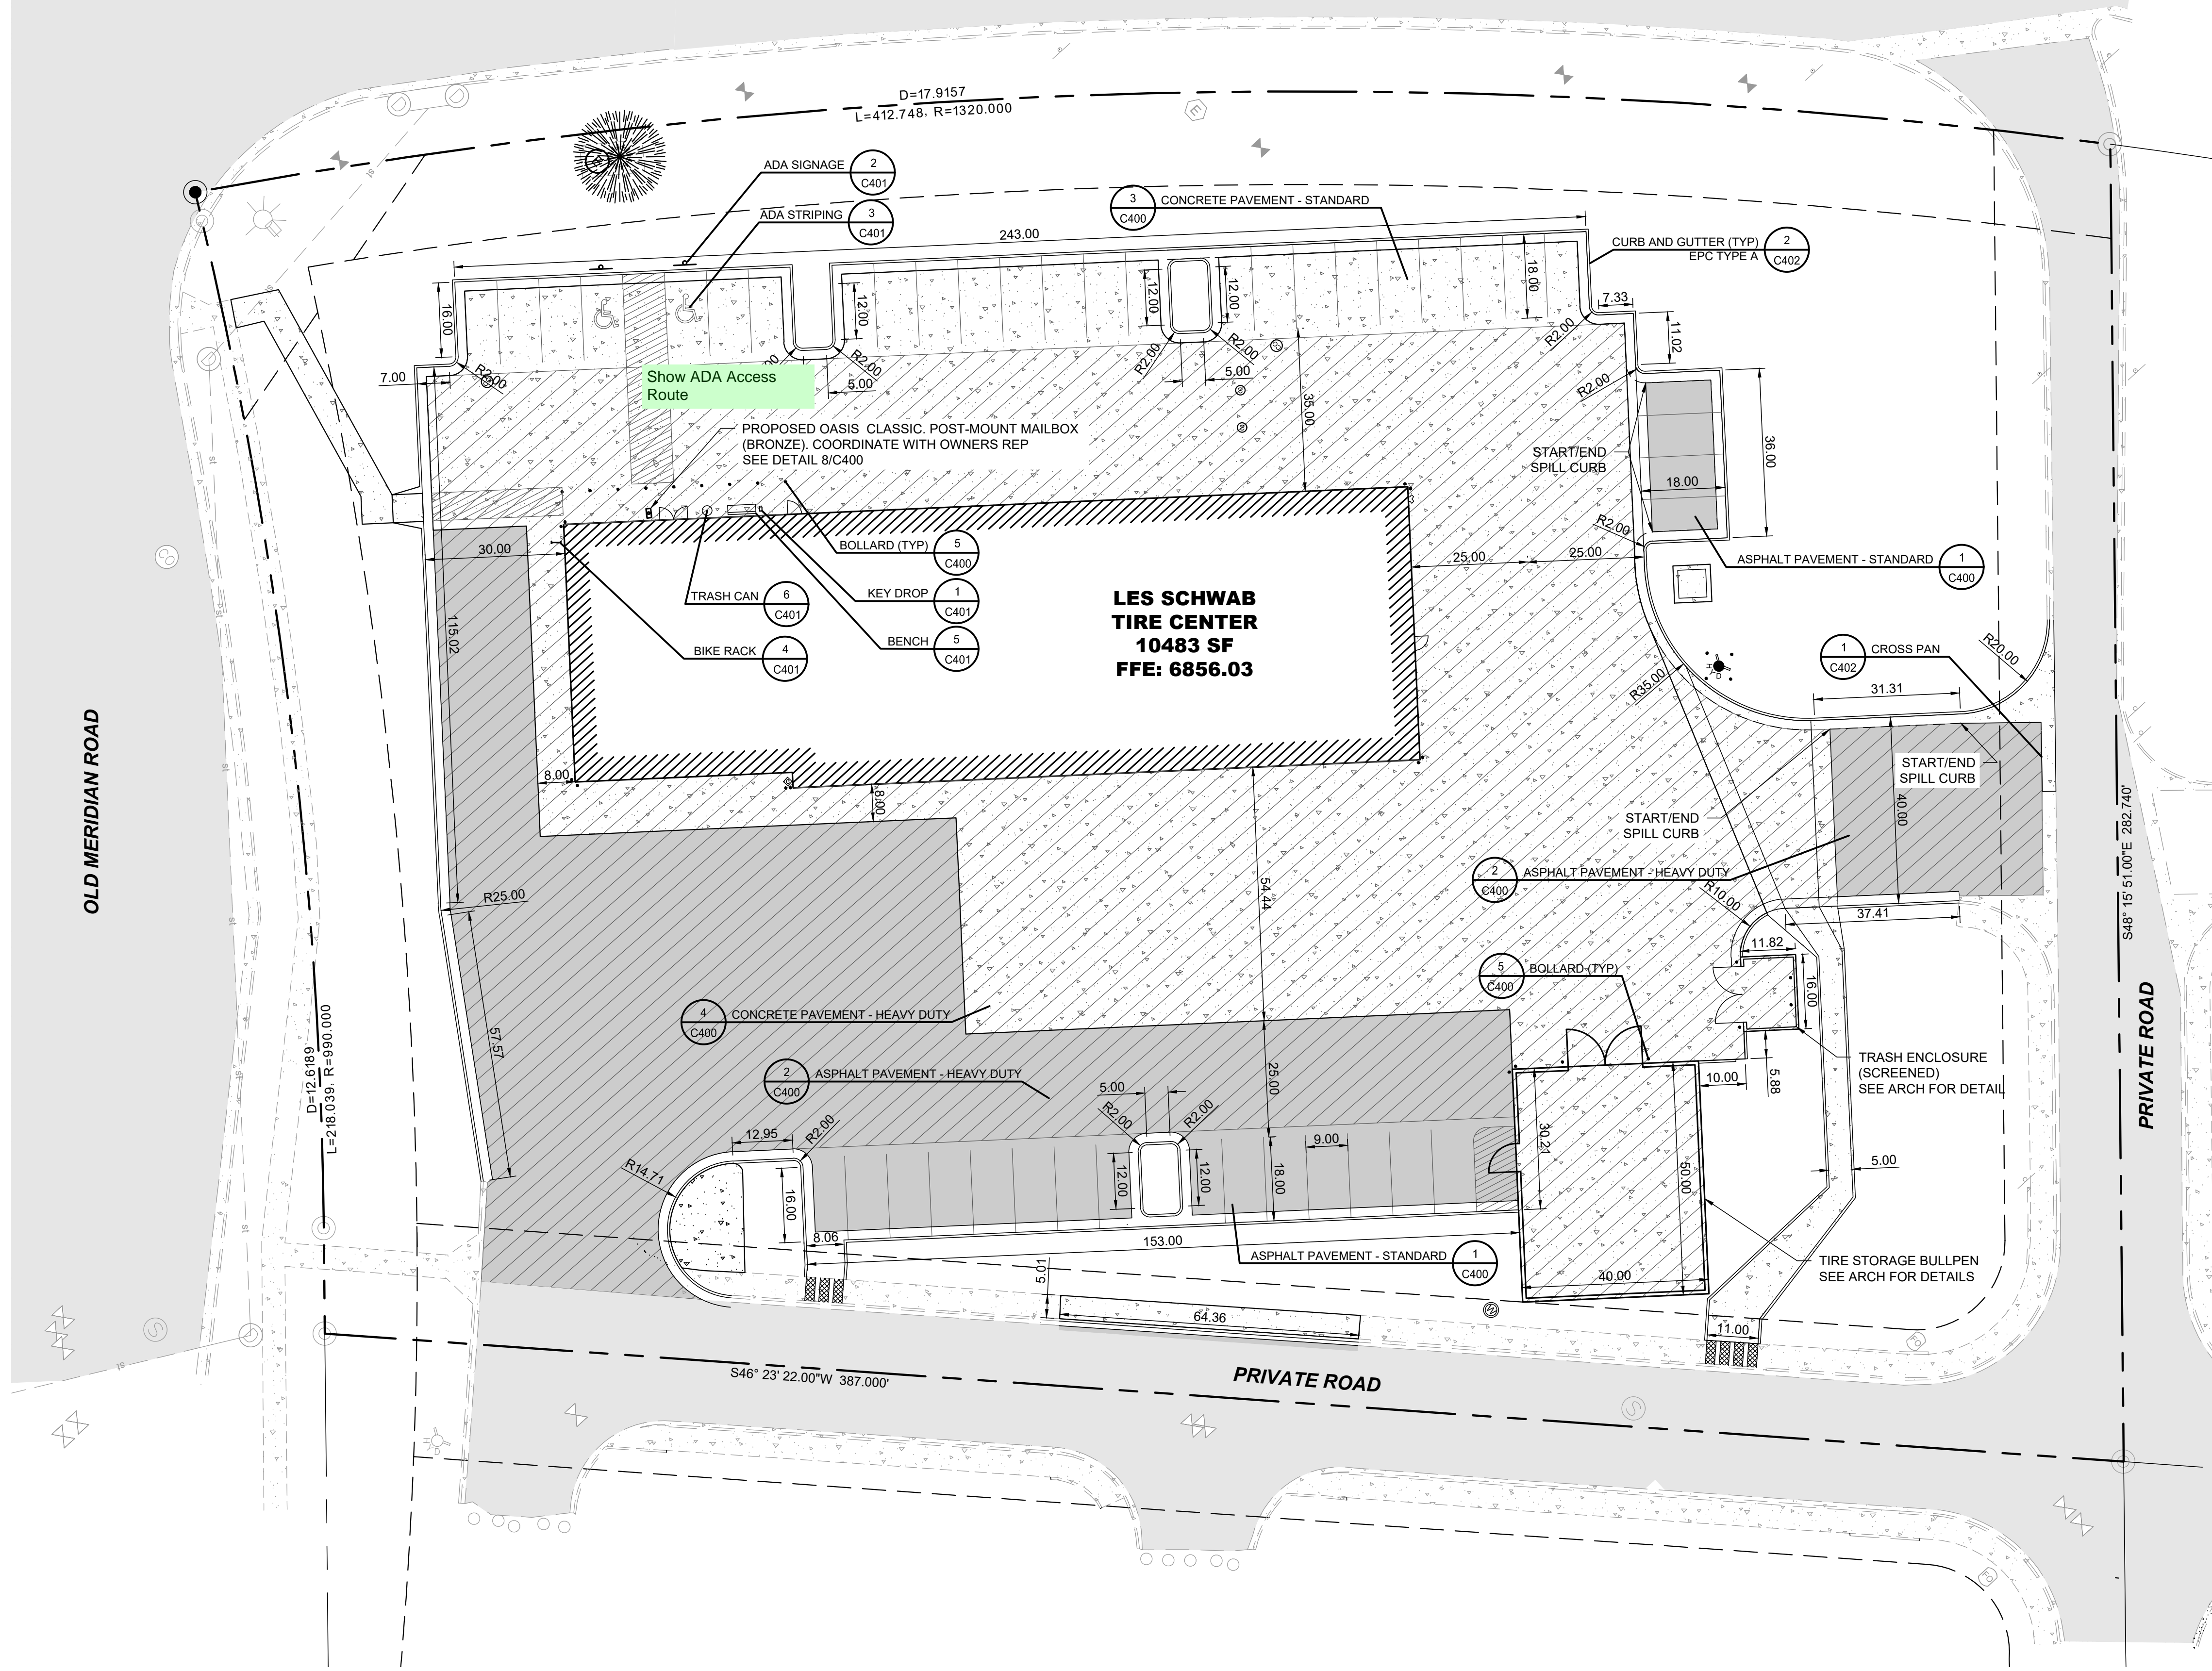 D=17.9157
L=412.748, R=1320.000
ADA SIGNAGE
2
C401
ADA STRIPING
3
C401
3
C400
CONCRETE PAVEMENT - STANDARD
CURB AND GUTTER (TYP)
EPC TYPE A
2
C402
243.00
16.00
12.00
12.00
12.00
18.00
7.33
11.02
R2.00
R2.00
R2.00
R2.00
R2.00
R2.00
7.00
5.00
5.00
35.00
Show ADA Access
Route
PROPOSED OASIS CLASSIC. POST-MOUNT MAILBOX
(BRONZE). COORDINATE WITH OWNERS REP
SEE DETAIL 8/C400
START/END
SPILL CURB
18.00
36.00
R2.00
30.00
25.00
25.00
BOLLARD (TYP)
5
C400
ASPHALT PAVEMENT - STANDARD
1
C400
TRASH CAN
6
C401
KEY DROP
1
C401
BENCH
5
C401
BIKE RACK
4
C401
LES SCHWAB
TIRE CENTER
10483 SF
FFE: 6856.03
115.02
1
C402
CROSS PAN
R20.00
R35.00
31.31
HYD
OLD MERIDIAN ROAD
8.00
8.00
START/END
SPILL CURB
40.00
START/END
SPILL CURB
S48° 15' 51.00"E 282.740'
2
C400
ASPHALT PAVEMENT - HEAVY DUTY
R25.00
54.44
R10.00
37.41
11.82
16.00
5
C400
BOLLARD (TYP)
4
C400
CONCRETE PAVEMENT - HEAVY DUTY
57.57
D=12.6189
L=218.039, R=990.000
2
C400
ASPHALT PAVEMENT - HEAVY DUTY
25.00
TRASH ENCLOSURE
(SCREENED)
SEE ARCH FOR DETAIL
10.00
5.88
PRIVATE ROAD
5.00
R2.00
R2.00
12.95
R2.00
9.00
R14.71
16.00
12.00
12.00
18.00
30.21
50.00
5.00
8.06
153.00
ASPHALT PAVEMENT - STANDARD
1
C400
TIRE STORAGE BULLPEN
SEE ARCH FOR DETAILS
5.01
40.00
64.36
11.00
S46° 23' 22.00"W 387.000'
PRIVATE ROAD